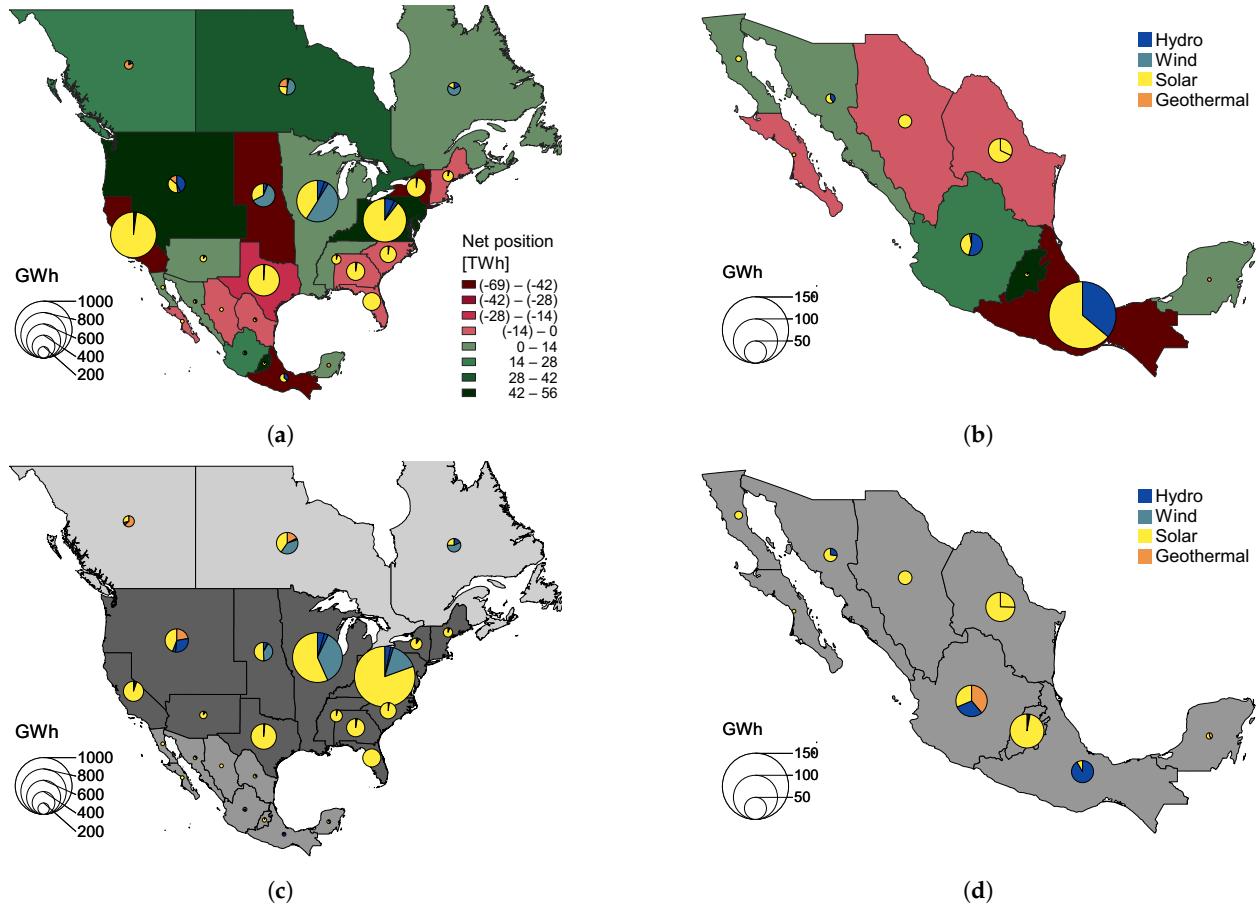 Net position
[TWh]
(-69) – (-42)
(-42) – (-28)
(-28) – (-14)
(-14) – 0
0 – 14
14 – 28
28 – 42
42 – 56
GWh
1000
800
600
400
200
(a)
Hydro
Wind
Solar
Geothermal
GWh
150
100
50
(b)
GWh
1000
800
600
400
200
(c)
Hydro
Wind
Solar
Geothermal
GWh
150
100
50
(d)